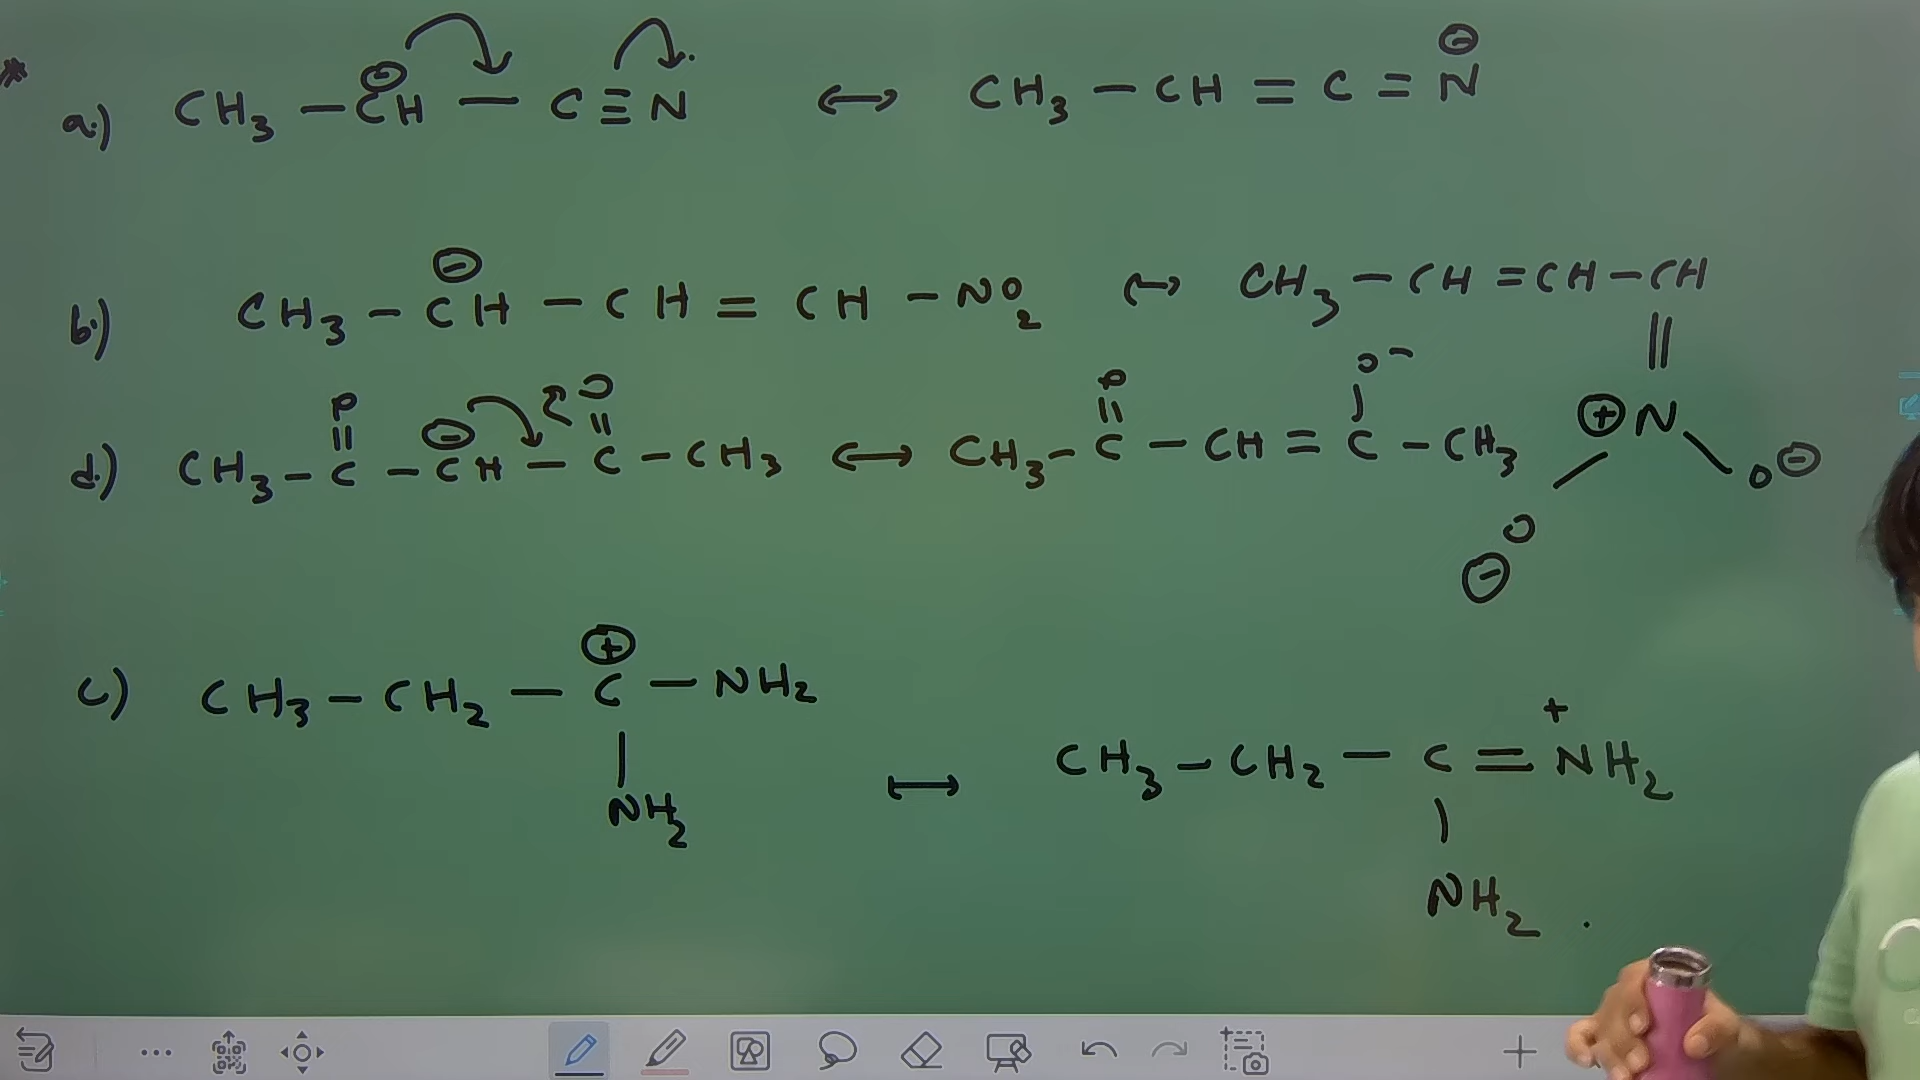 *
a.) CH3 – C⊖H – C≡N ↔ CH3 – CH = C = N⊖
b.) CH3 – C⊖H – CH = CH – NO2 ↔ CH3 – CH = CH – CH
||
⊕N
O⊖
O⊖
d.) CH3 – C(=O) – C⊖H – C(=O) – CH3 ↔ CH3 – C(=O) – CH = C(–O⁻) – CH3
c) CH3 – CH2 – C⊕ – NH2
|
NH2
↔ CH3 – CH2 – C = N⁺H2
|
NH2 .